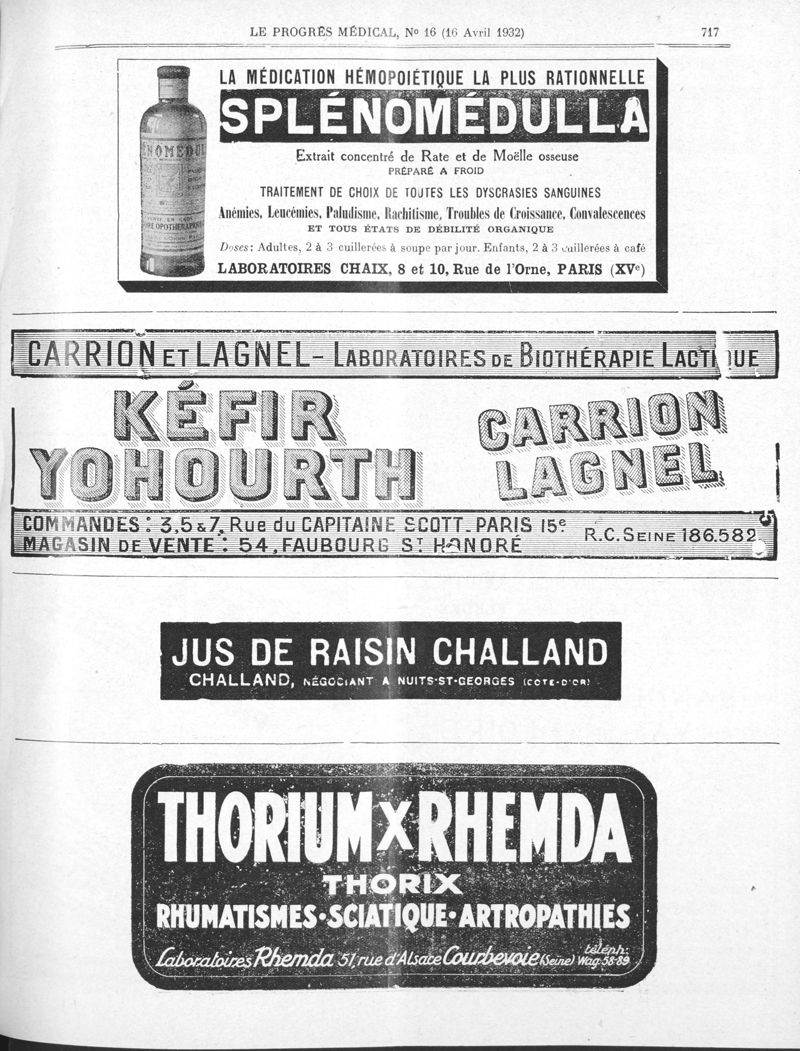 LE PROGRÈS MÉDICAL, No 16 (16 Avril 1932) 717
LA MÉDICATION HÉMOPOIÉTIQUE LA PLUS RATIONNELLE
SPLÉNOMÉDULLA
Extrait concentré de Rate et de Moëlle osseuse
PRÉPARÉ A FROID
TRAITEMENT DE CHOIX DE TOUTES LES DYSCRASIES SANGUINES
Anémies, Leucémies, Paludisme, Rachitisme, Troubles de Croissance, Convalescences
ET TOUS ÉTATS DE DÉBILITÉ ORGANIQUE
Doses: Adultes, 2 à 3 cuillerées à soupe par jour. Enfants, 2 à 3 cuillerées à café
LABORATOIRES CHAIX, 8 et 10, Rue de l'Orne, PARIS (XVe)
CARRION ET LAGNEL - LABORATOIRES DE BIOTHÉRAPIE LACTIQUE
KÉFIR
YOHOURTH
CARRION
LAGNEL
COMMANDES : 3,5 & 7, Rue du CAPITAINE SCOTT. PARIS 15e
MAGASIN DE VENTE : 54, FAUBOURG ST HONORÉ
R.C. SEINE 186.582
JUS DE RAISIN CHALLAND
CHALLAND, NÉGOCIANT A NUITS-ST-GEORGES (COTE-D'OR)
THORIUM X RHEMDA
THORIX
RHUMATISMES·SCIATIQUE·ARTROPATHIES
Laboratoires Rhemda 51, rue d'Alsace Courbevoie (Seine) téléph: Wag. 58-89